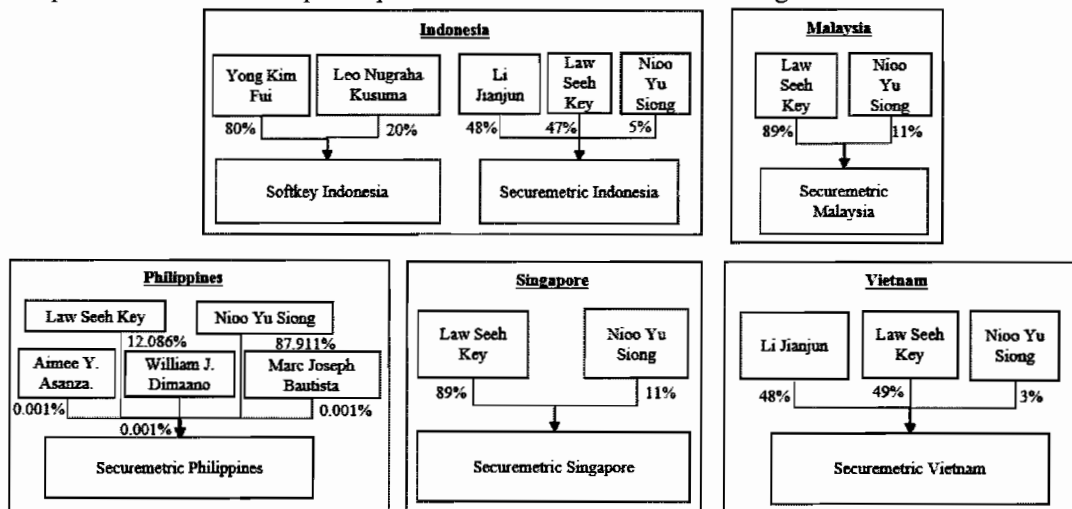 Indonesia
Yong Kim
Fui
Leo Nugraha
Kusuma
Li
Jianjun
Law
Seeh
Key
Nioo
Yu
Siong
80%
20%
48%
47%
5%
Softkey Indonesia
Securemetric Indonesia
Malaysia
Law
Seeh
Key
Nioo
Yu
Siong
89%
11%
Securemetric
Malaysia
Philippines
Law Seeh Key
Nioo Yu Siong
12.086%
87.911%
Aimee Y.
Asanza.
William J.
Dimaano
Marc Joseph
Bautista
0.001%
0.001%
0.001%
Securemetric Philippines
Singapore
Law Seeh
Key
Nioo Yu
Siong
89%
11%
Securemetric Singapore
Vietnam
Li Jianjun
Law Seeh
Key
Nioo Yu
Siong
48%
49%
3%
Securemetric Vietnam